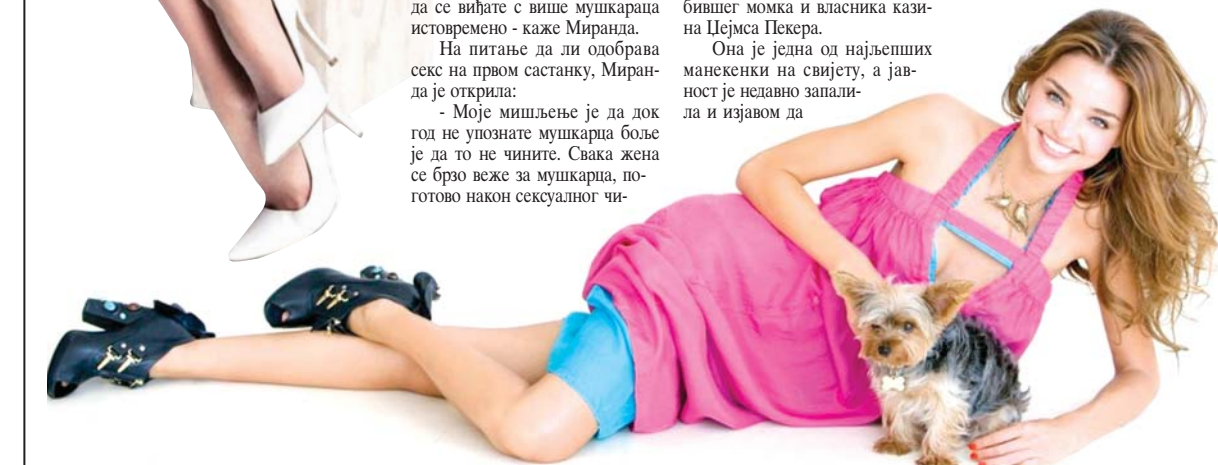 да се виђате с више мушкараца
истовремено - каже Миранда.
На питање да ли одобрава
секс на првом састанку, Миран-
да је открила:
- Моје мишљење је да док
год не упознате мушкарца боље
је да то не чините. Свака жена
се брзо веже за мушкарца, по-
готово након сексуалног чи-
бившег момка и власника кази-
на Џејмса Пекера.
Она је једна од најљепших
манекенки на свијету, а јав-
ност је недавно запали-
ла и изјавом да